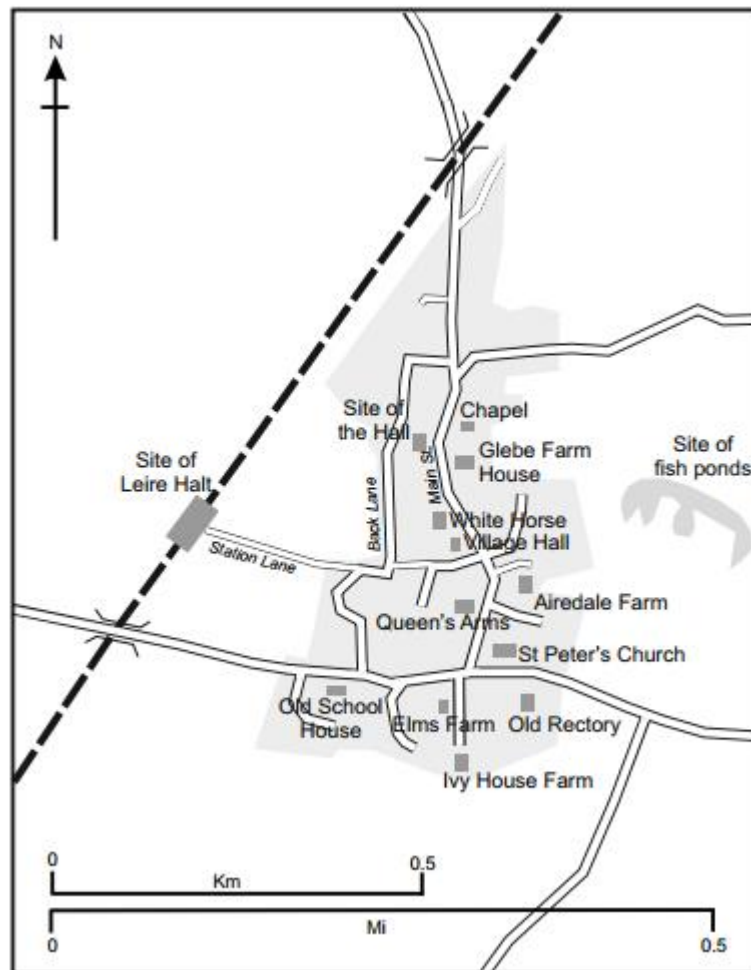 N
Site of
the Hall
Chapel
Glebe Farm
House
Main St.
Site of
fish ponds
Site of
Leire Halt
Back Lane
White Horse
Village Hall
Station Lane
Airedale Farm
Queen's Arms
St Peter's Church
Old School
House
Elms Farm
Old Rectory
Ivy House Farm
0
0.5
Km
Mi
0
0.5